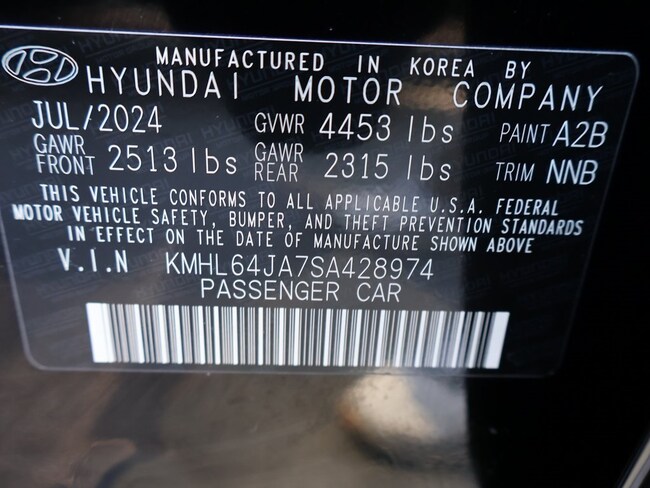 MANUFACTURED IN KOREA BY
HYUNDAI MOTOR COMPANY
JUL/2024 GVWR 4453 lbs PAINT A2B
GAWR FRONT 2513 lbs GAWR REAR 2315 lbs TRIM NNB
THIS VEHICLE CONFORMS TO ALL APPLICABLE U.S.A. FEDERAL
MOTOR VEHICLE SAFETY, BUMPER, AND THEFT PREVENTION STANDARDS
IN EFFECT ON THE DATE OF MANUFACTURE SHOWN ABOVE
V.I.N KMHL64JA7SA428974
PASSENGER CAR